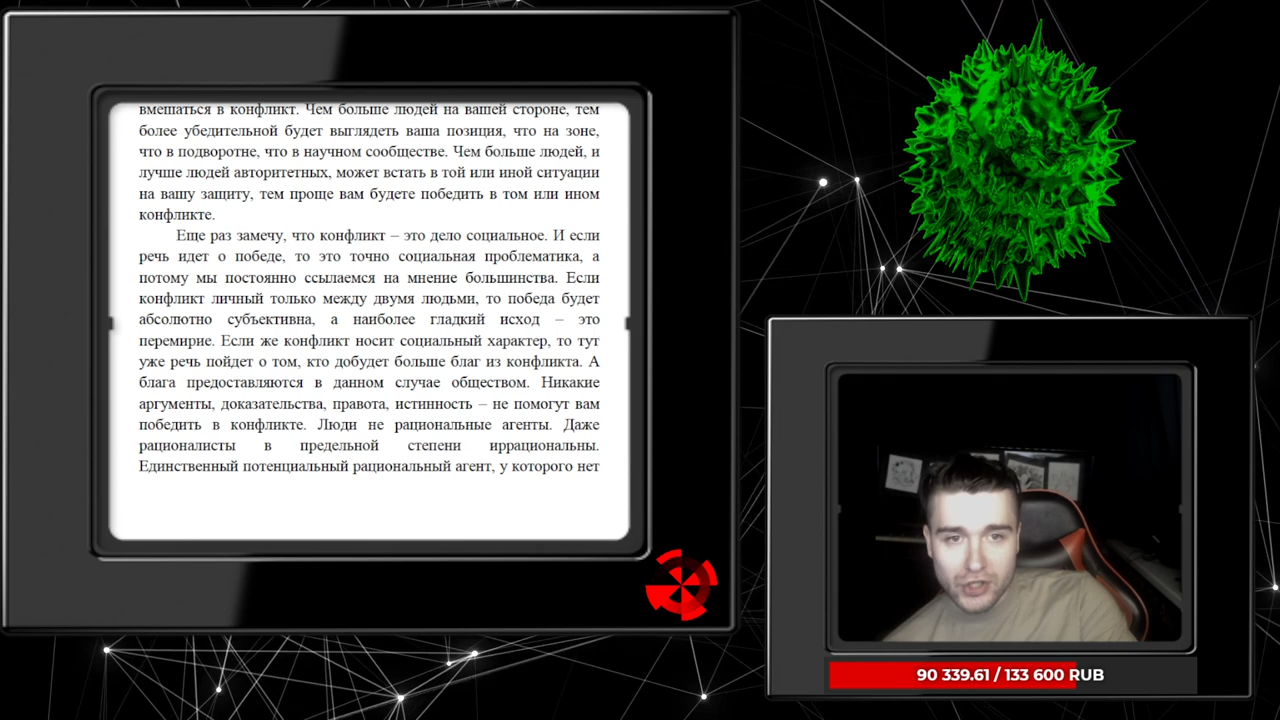 вмешаться в конфликт. Чем больше людей на вашей стороне, тем
более убедительной будет выглядеть ваша позиция, что на зоне,
что в подворотне, что в научном сообществе. Чем больше людей, и
лучше людей авторитетных, может встать в той или иной ситуации
на вашу защиту, тем проще вам будете победить в том или ином
конфликте.
Еще раз замечу, что конфликт – это дело социальное. И если
речь идет о победе, то это точно социальная проблематика, а
потому мы постоянно ссылаемся на мнение большинства. Если
конфликт личный только между двумя людьми, то победа будет
абсолютно субъективна, а наиболее гладкий исход – это
перемирие. Если же конфликт носит социальный характер, то тут
уже речь пойдет о том, кто добудет больше благ из конфликта. А
блага предоставляются в данном случае обществом. Никакие
аргументы, доказательства, правота, истинность – не помогут вам
победить в конфликте. Люди не рациональные агенты. Даже
рационалисты в предельной степени иррациональны.
Единственный потенциальный рациональный агент, у которого нет
90 339.61 / 133 600 RUB